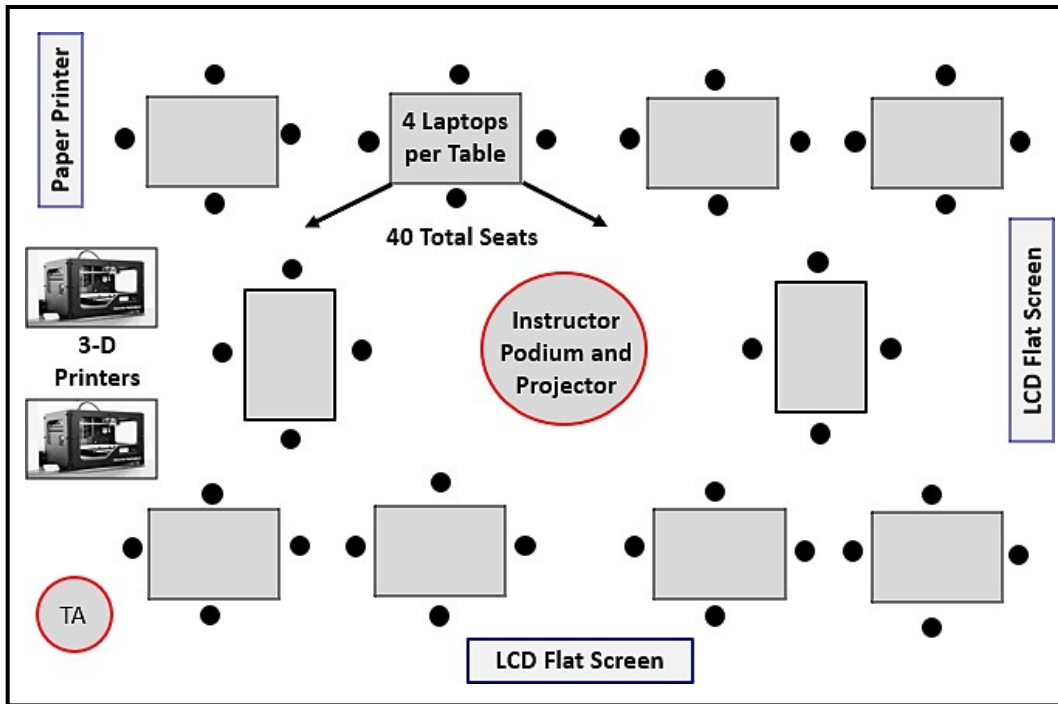 Paper Printer
4 Laptops
per Table
40 Total Seats
3-D
Printers
Instructor
Podium and
Projector
LCD Flat Screen
TA
LCD Flat Screen